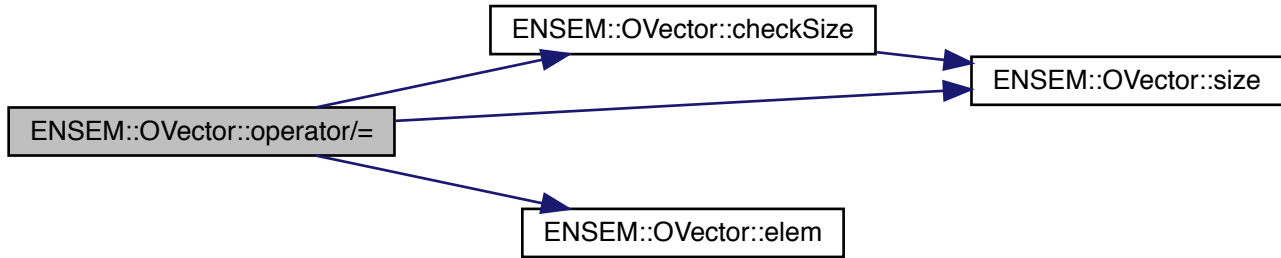 ENSEM::OVector::operator/=
ENSEM::OVector::checkSize
ENSEM::OVector::size
ENSEM::OVector::elem